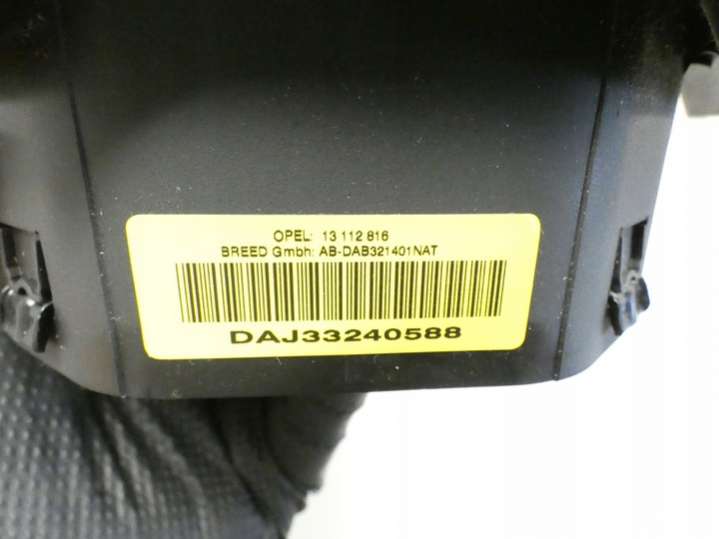 OPEL: 13 112 816
BREED Gmbh: AB-DAB321401NAT
DAJ33240588